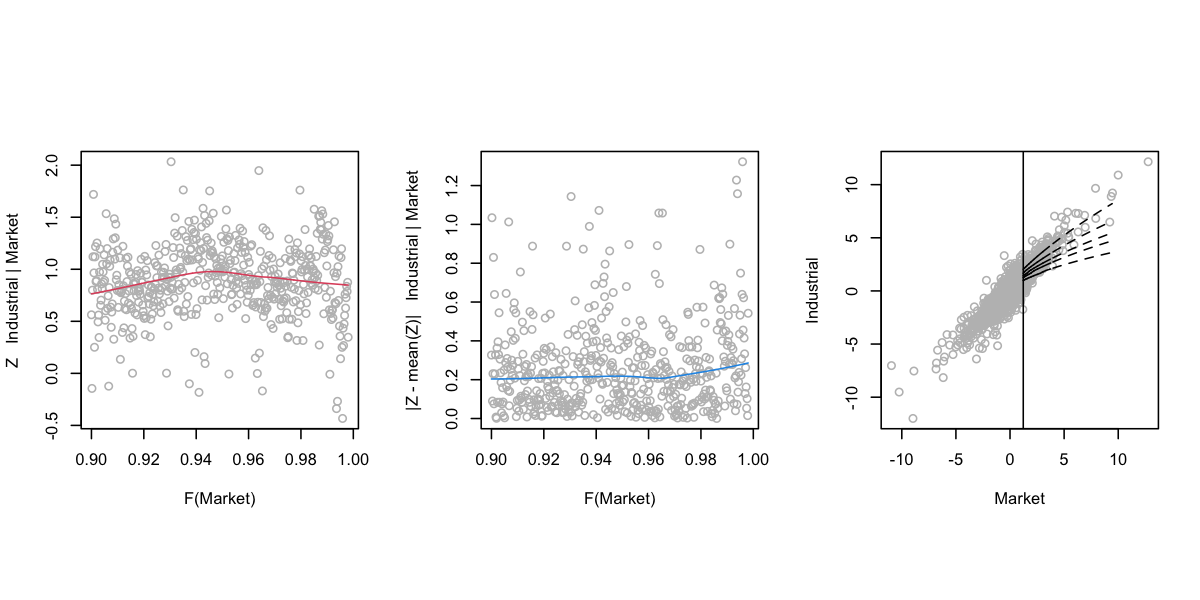 Z   Industrial | Market
2.0
1.5
1.0
0.5
0.0
-0.5
0.90 0.92 0.94 0.96 0.98 1.00
F(Market)
|Z - mean(Z)|   Industrial | Market
1.2
1.0
0.8
0.6
0.4
0.2
0.0
0.90 0.92 0.94 0.96 0.98 1.00
F(Market)
Industrial
10
5
0
-5
-10
-10 -5 0 5 10
Market